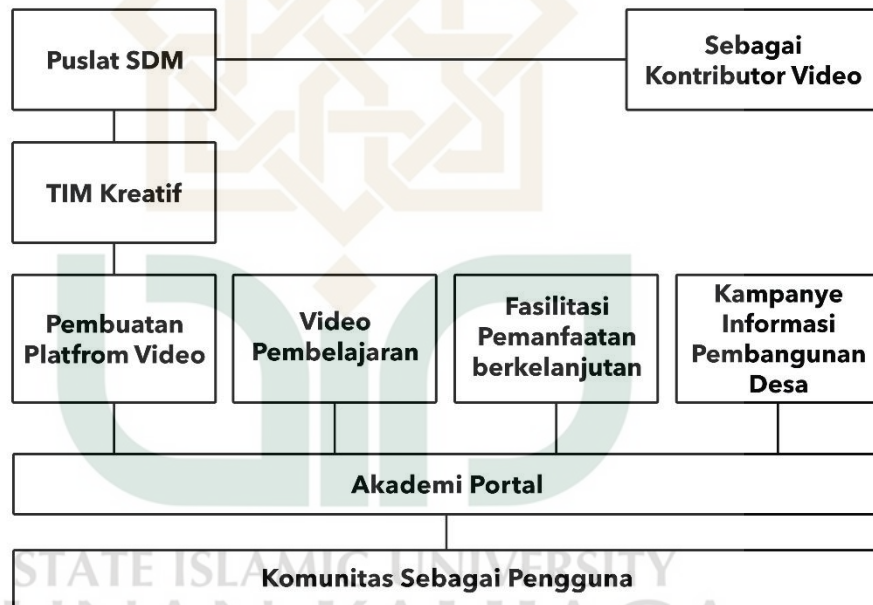 Puslat SDM
Sebagai
Kontributor Video
TIM Kreatif
Pembuatan
Platfrom Video
Video
Pembelajaran
Fasilitasi
Pemanfaatan
berkelanjutan
Kampanye
Informasi
Pembangunan
Desa
Akademi Portal
Komunitas Sebagai Pengguna
STATE ISLAMIC UNIVERSITY